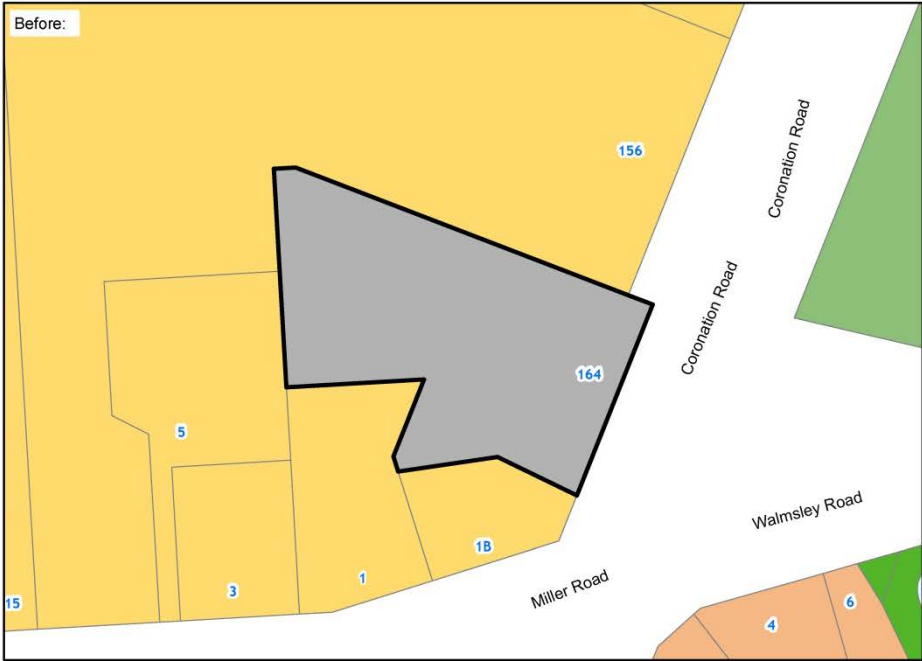 Before:
156
Coronation Road
Coronation Road
164
5
Walmsley Road
1B
1
3
Miller Road
15
6
4